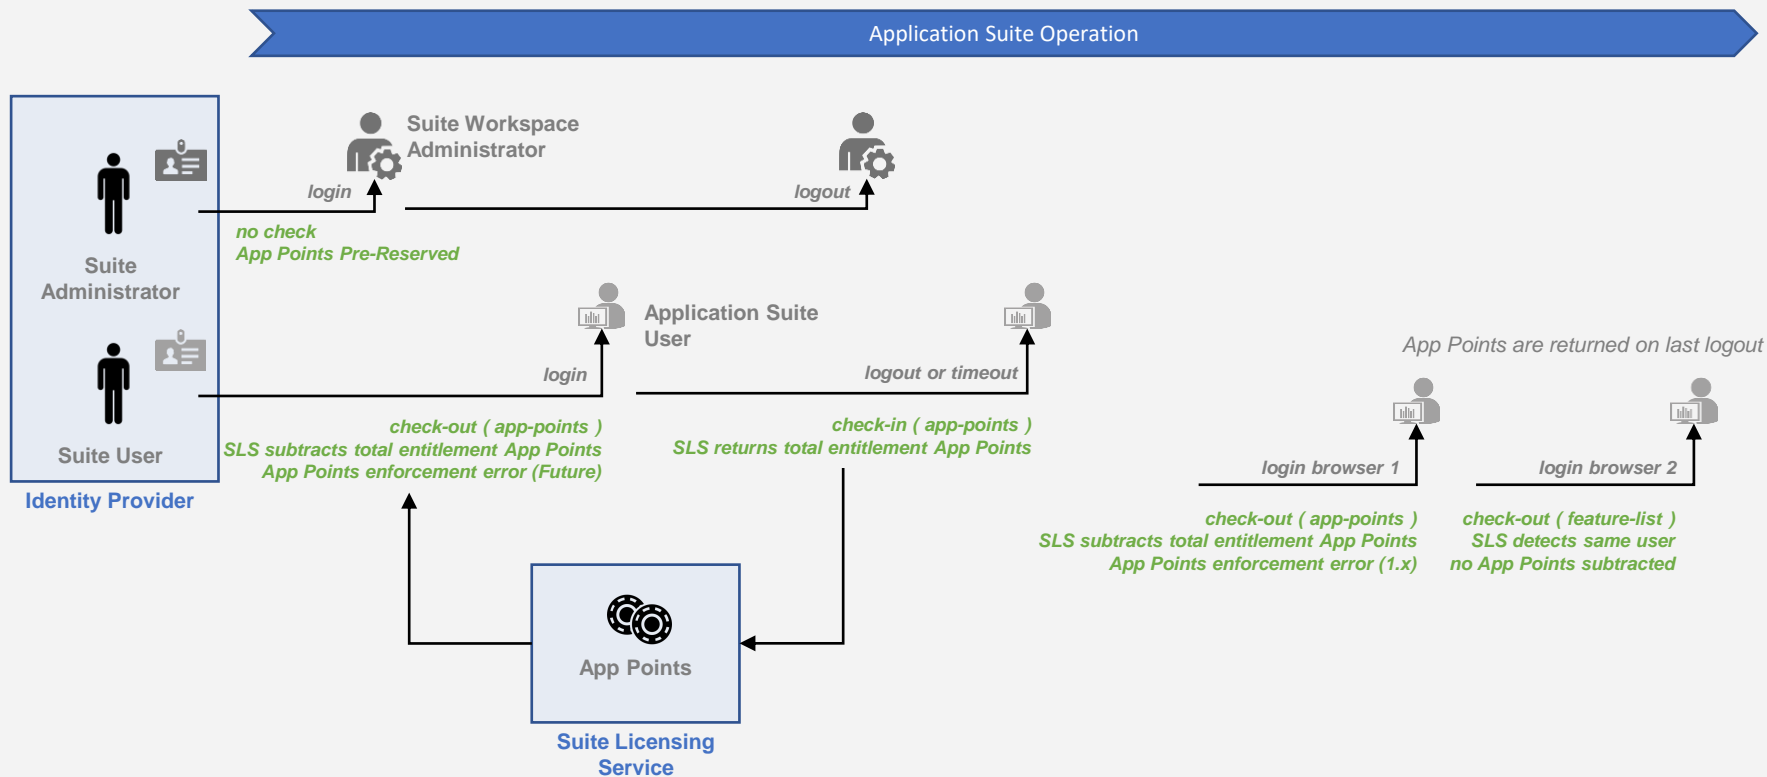 Application Suite Operation
Suite Workspace
Administrator
login
logout
no check
App Points Pre-Reserved
Suite
Administrator
Application Suite
User
login
logout or timeout
Suite User
Identity Provider
check-out ( app-points )
SLS subtracts total entitlement App Points
App Points enforcement error (Future)
check-in ( app-points )
SLS returns total entitlement App Points
App Points are returned on last logout
login browser 1
login browser 2
check-out ( app-points )
SLS subtracts total entitlement App Points
App Points enforcement error (1.x)
check-out ( feature-list )
SLS detects same user
no App Points subtracted
App Points
Suite Licensing
Service